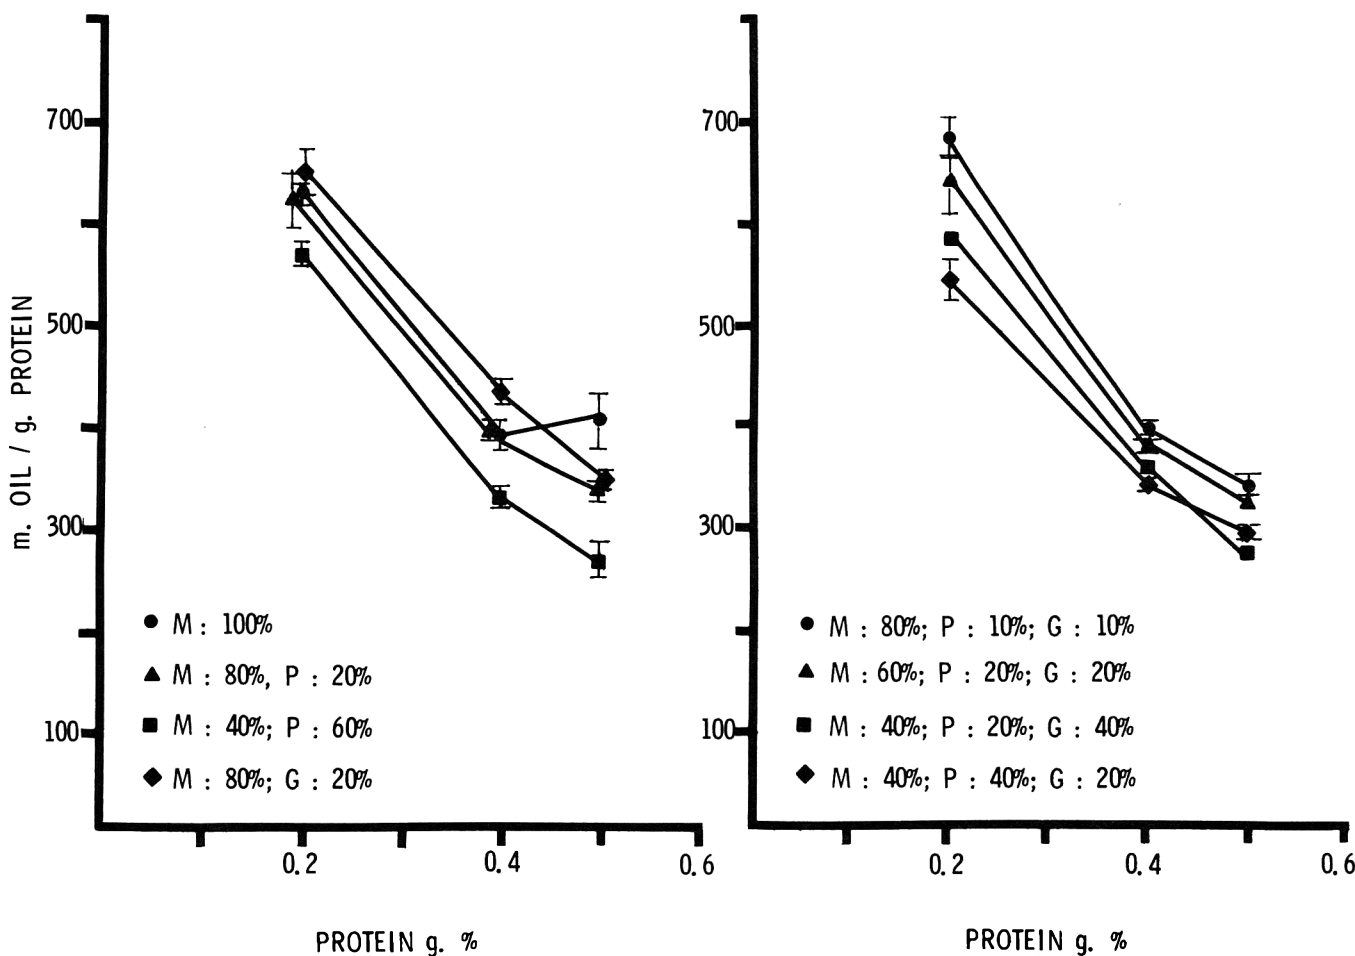 700
500
300
100
m. OIL / g. PROTEIN
M : 100%
M : 80%, P : 20%
M : 40%; P : 60%
M : 80%; G : 20%
0.2 0.4 0.6
PROTEIN g. %
700
500
300
100
M : 80%; P : 10%; G : 10%
M : 60%; P : 20%; G : 20%
M : 40%; P : 20%; G : 40%
M : 40%; P : 40%; G : 20%
0.2 0.4 0.6
PROTEIN g. %